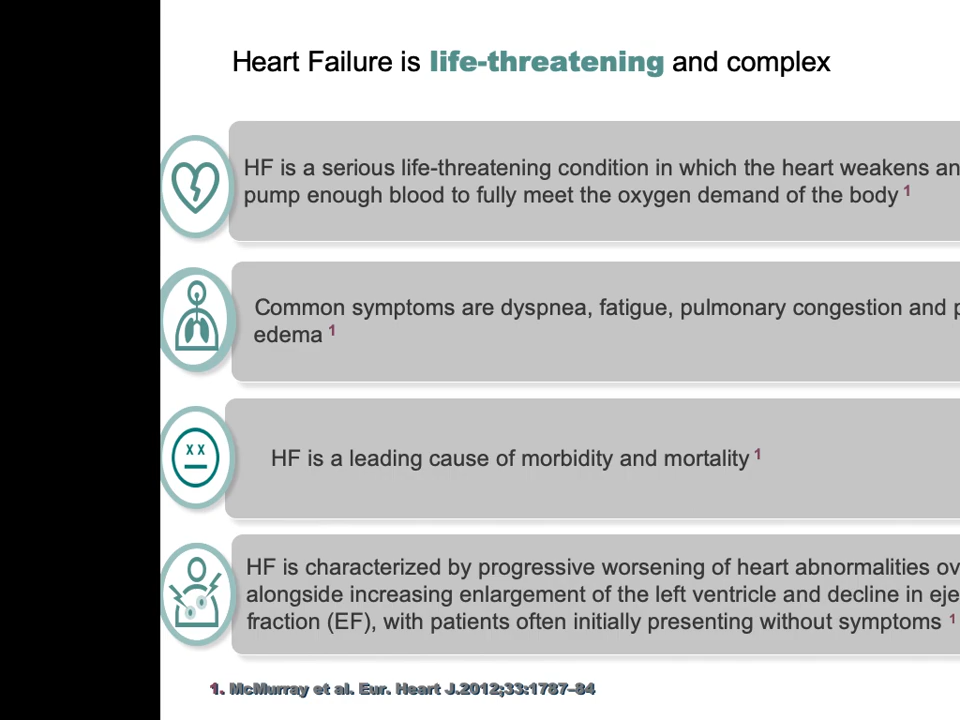 Heart Failure is life-threatening and complex
HF is a serious life-threatening condition in which the heart weakens
pump enough blood to fully meet the oxygen demand of the body 1
Common symptoms are dyspnea, fatigue, pulmonary congestion and
edema 1
x x
HF is a leading cause of morbidity and mortality 1
HF is characterized by progressive worsening of heart abnormalities
alongside increasing enlargement of the left ventricle and decline in
fraction (EF), with patients often initially presenting without symptoms 1
1. McMurray et al. Eur. Heart J.2012;33:1787–84